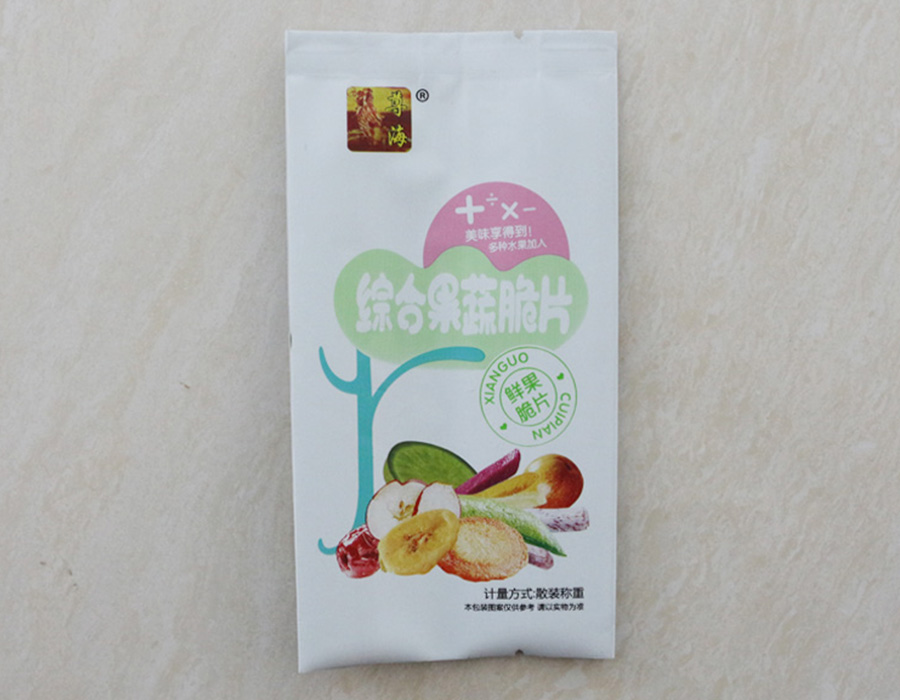 尊
海
®
+÷×−
美味享得到!
多种水果加入
综合果蔬脆片
XIANGUO
鲜果
脆片
CUIPIAN
计量方式:散装称重
本包装图案仅供参考 请以实物为准